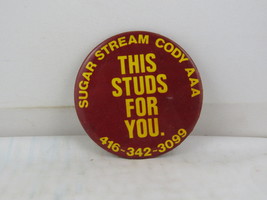 SUGAR STREAM CODY AAA
THIS
STUDS
FOR
YOU.
416-342-3099